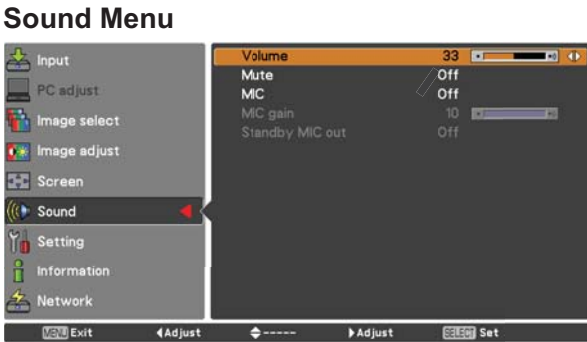 Sound Menu
Input
PC adjust
Image select
Image adjust
Screen
Sound
Setting
Information
Network
Volume 33
Mute Off
MIC Off
MIC gain 10
Standby MIC out Off
MENU Exit ◀Adjust ◆----- ▶Adjust SELECT Set